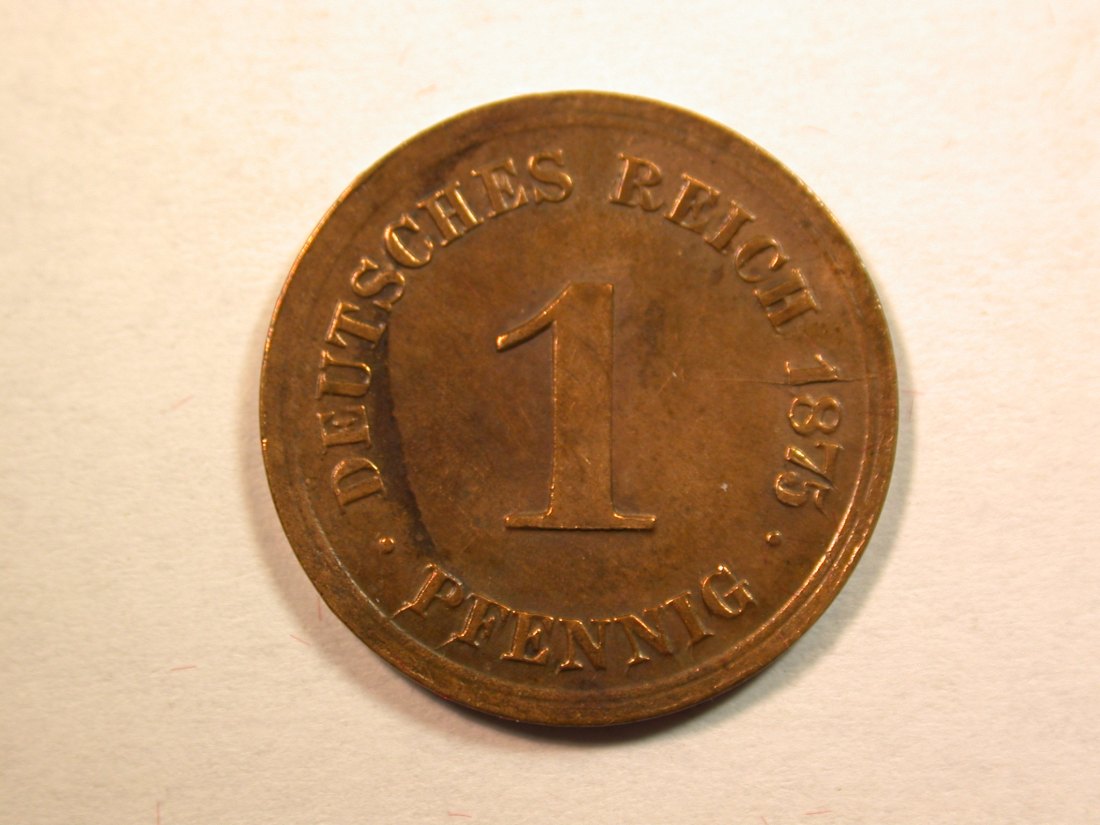 DEUTSCHES REICH 1875
1
· PFENNIG ·